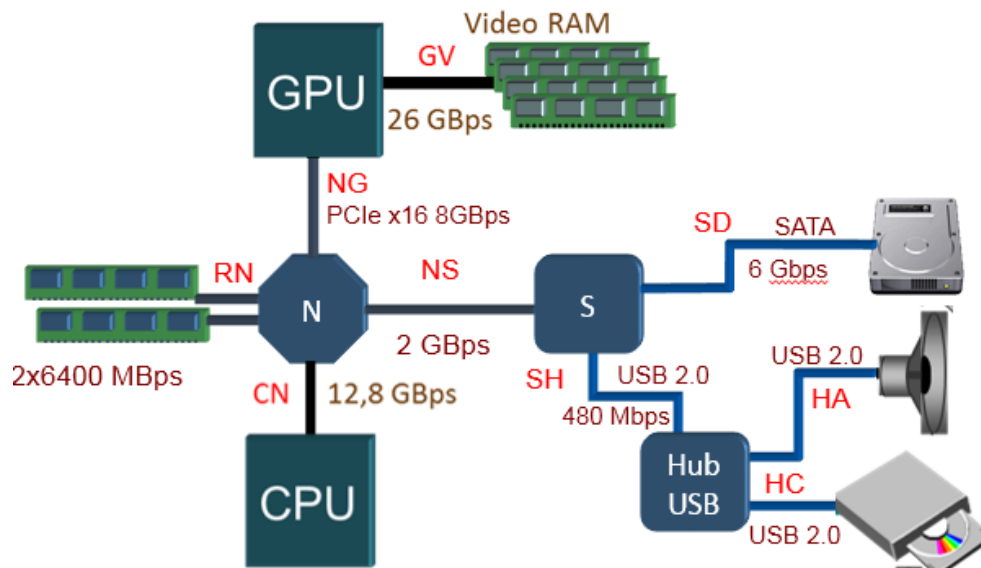 Video RAM
GV
GPU
26 GBps
NG
PCIe x16 8GBps
SD
SATA
6 Gbps
RN
NS
N
S
2 GBps
2x6400 MBps
CN
12,8 GBps
SH
USB 2.0
480 Mbps
USB 2.0
HA
Hub
USB
HC
USB 2.0
CPU